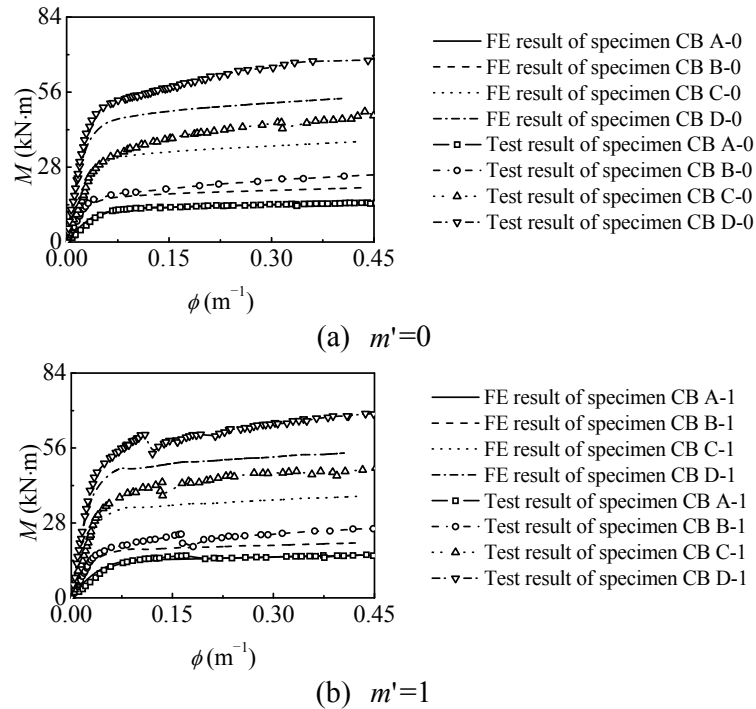 84
56
28
0
M (kN·m)
0.00 0.15 0.30 0.45
ϕ (m⁻¹)
FE result of specimen CB A-0
FE result of specimen CB B-0
FE result of specimen CB C-0
FE result of specimen CB D-0
Test result of specimen CB A-0
Test result of specimen CB B-0
Test result of specimen CB C-0
Test result of specimen CB D-0
(a) m'=0
84
56
28
0
M (kN·m)
0.00 0.15 0.30 0.45
ϕ (m⁻¹)
FE result of specimen CB A-1
FE result of specimen CB B-1
FE result of specimen CB C-1
FE result of specimen CB D-1
Test result of specimen CB A-1
Test result of specimen CB B-1
Test result of specimen CB C-1
Test result of specimen CB D-1
(b) m'=1